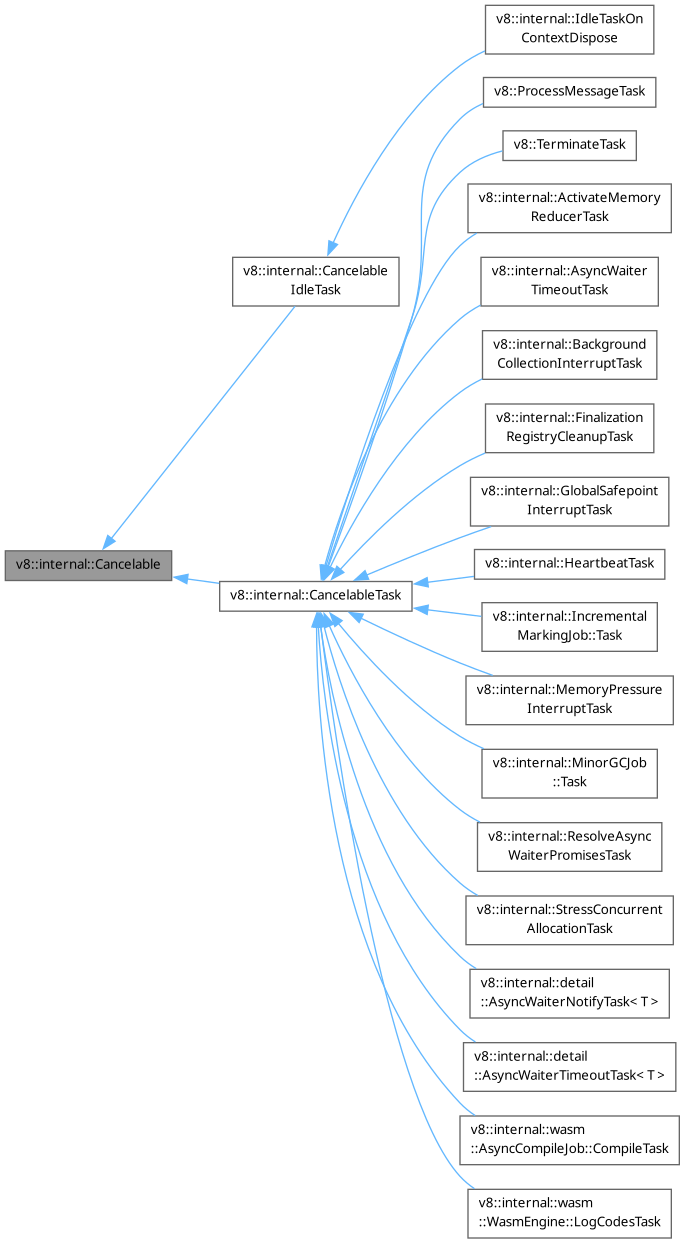 v8::internal::IdleTaskOn
ContextDispose
v8::ProcessMessageTask
v8::TerminateTask
v8::internal::ActivateMemory
ReducerTask
v8::internal::Cancelable
IdleTask
v8::internal::AsyncWaiter
TimeoutTask
v8::internal::Background
CollectionInterruptTask
v8::internal::Finalization
RegistryCleanupTask
v8::internal::GlobalSafepoint
InterruptTask
v8::internal::Cancelable
v8::internal::HeartbeatTask
v8::internal::CancelableTask
v8::internal::Incremental
MarkingJob::Task
v8::internal::MemoryPressure
InterruptTask
v8::internal::MinorGCJob
::Task
v8::internal::ResolveAsync
WaiterPromisesTask
v8::internal::StressConcurrent
AllocationTask
v8::internal::detail
::AsyncWaiterNotifyTask< T >
v8::internal::detail
::AsyncWaiterTimeoutTask< T >
v8::internal::wasm
::AsyncCompileJob::CompileTask
v8::internal::wasm
::WasmEngine::LogCodesTask